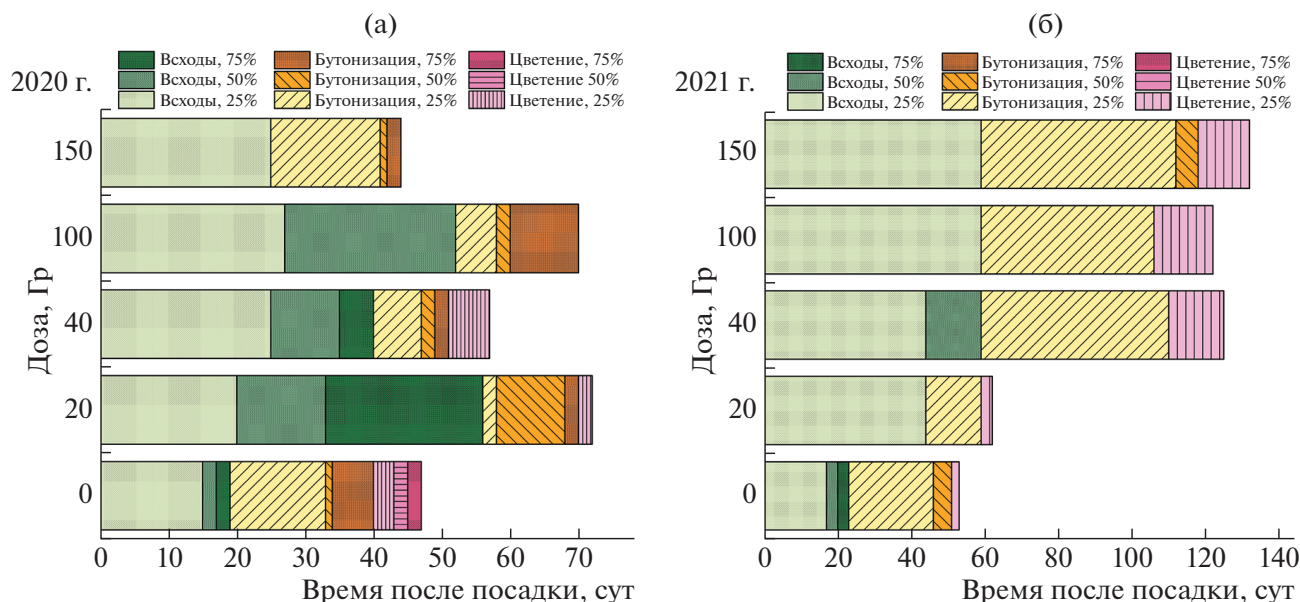 (а)
Всходы, 75% Бутонизация, 75% Цветение, 75%
Всходы, 50% Бутонизация, 50% Цветение 50%
Всходы, 25% Бутонизация, 25% Цветение, 25%
2020 г.
150
100
40
20
0
Доза, Гр
0 10 20 30 40 50 60 70
Время после посадки, сут
(б)
Всходы, 75% Бутонизация, 75% Цветение, 75%
Всходы, 50% Бутонизация, 50% Цветение 50%
Всходы, 25% Бутонизация, 25% Цветение, 25%
2021 г.
150
100
40
20
0
Доза, Гр
0 20 40 60 80 100 120 140
Время после посадки, сут